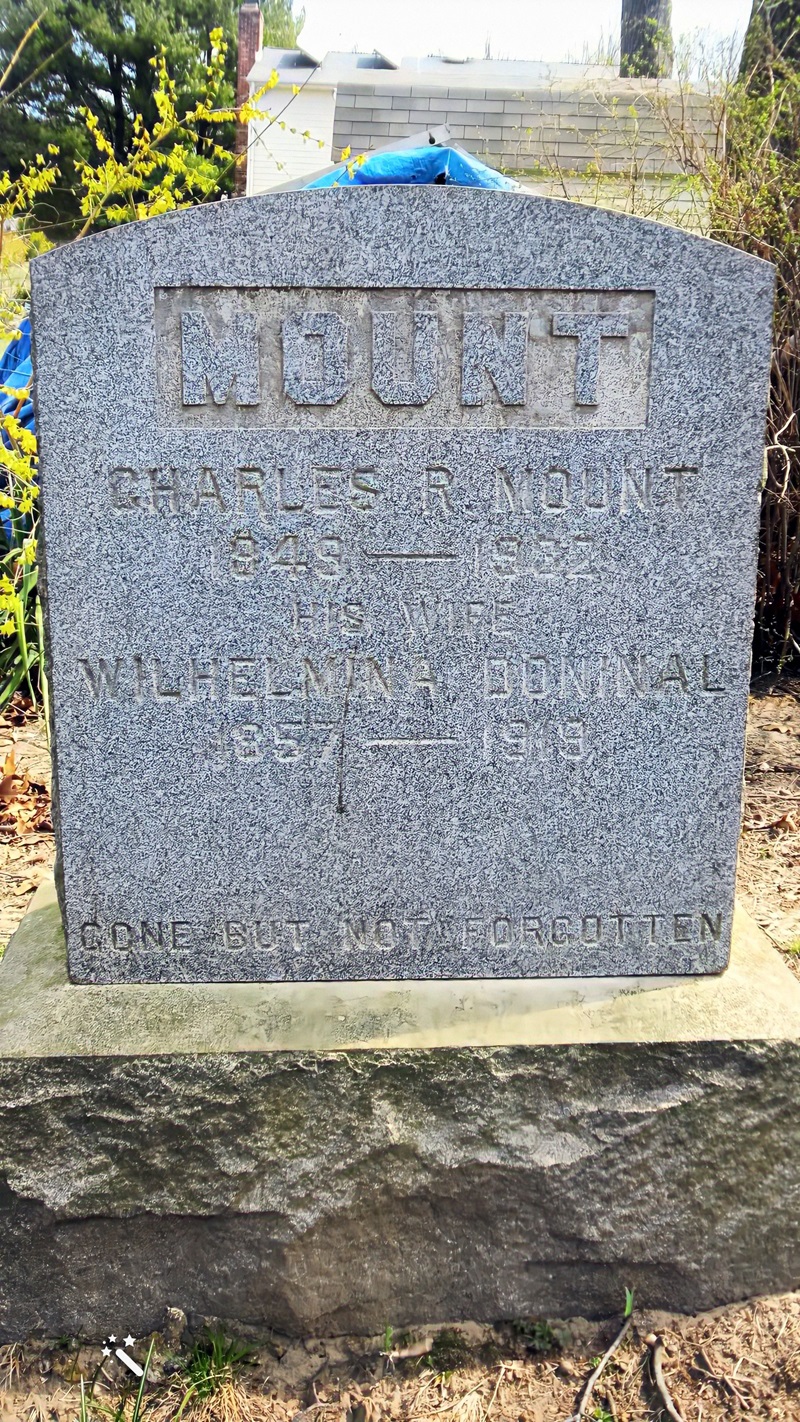 MOUNT
CHARLES R MOUNT
1849 — 1932
HIS WIFE
WILHELMINA DONINAL
1857 — 1919
GONE BUT NOT FORGOTTEN